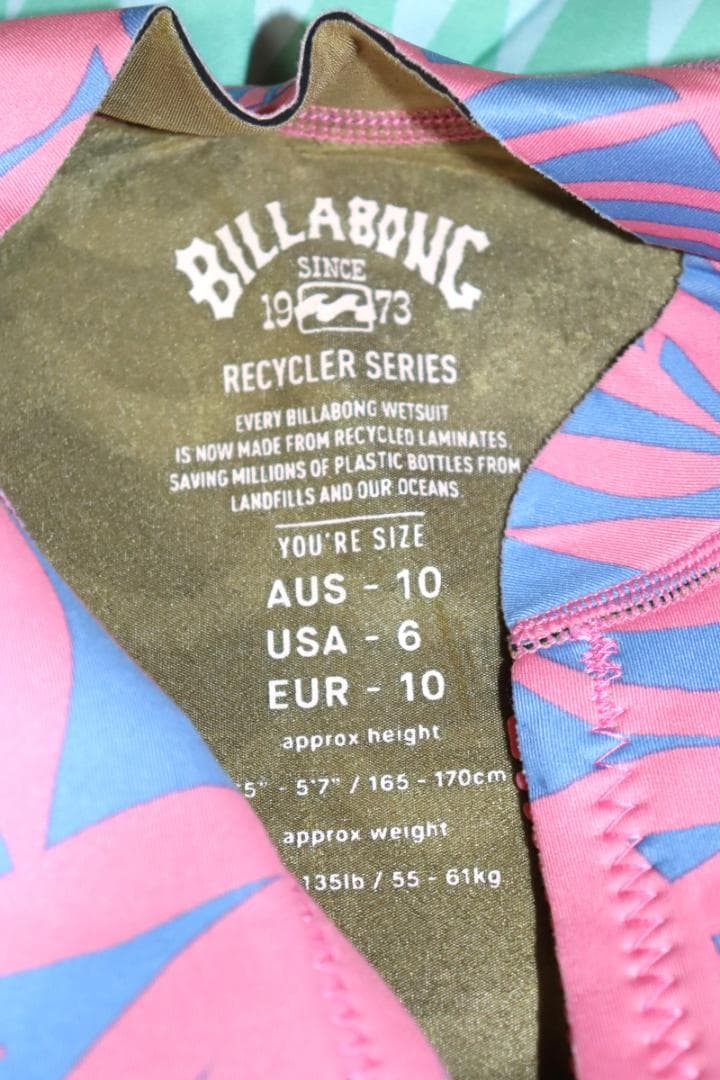 BILLABONG
SINCE
19 73
RECYCLER SERIES
EVERY BILLABONG WETSUIT
IS NOW MADE FROM RECYCLED LAMINATES.
SAVING MILLIONS OF PLASTIC BOTTLES FROM
LANDFILLS AND OUR OCEANS
YOU'RE SIZE
AUS - 10
USA - 6
EUR - 10
approx height
5" - 5'7" / 165 - 170cm
approx weight
135lb / 55 - 61kg